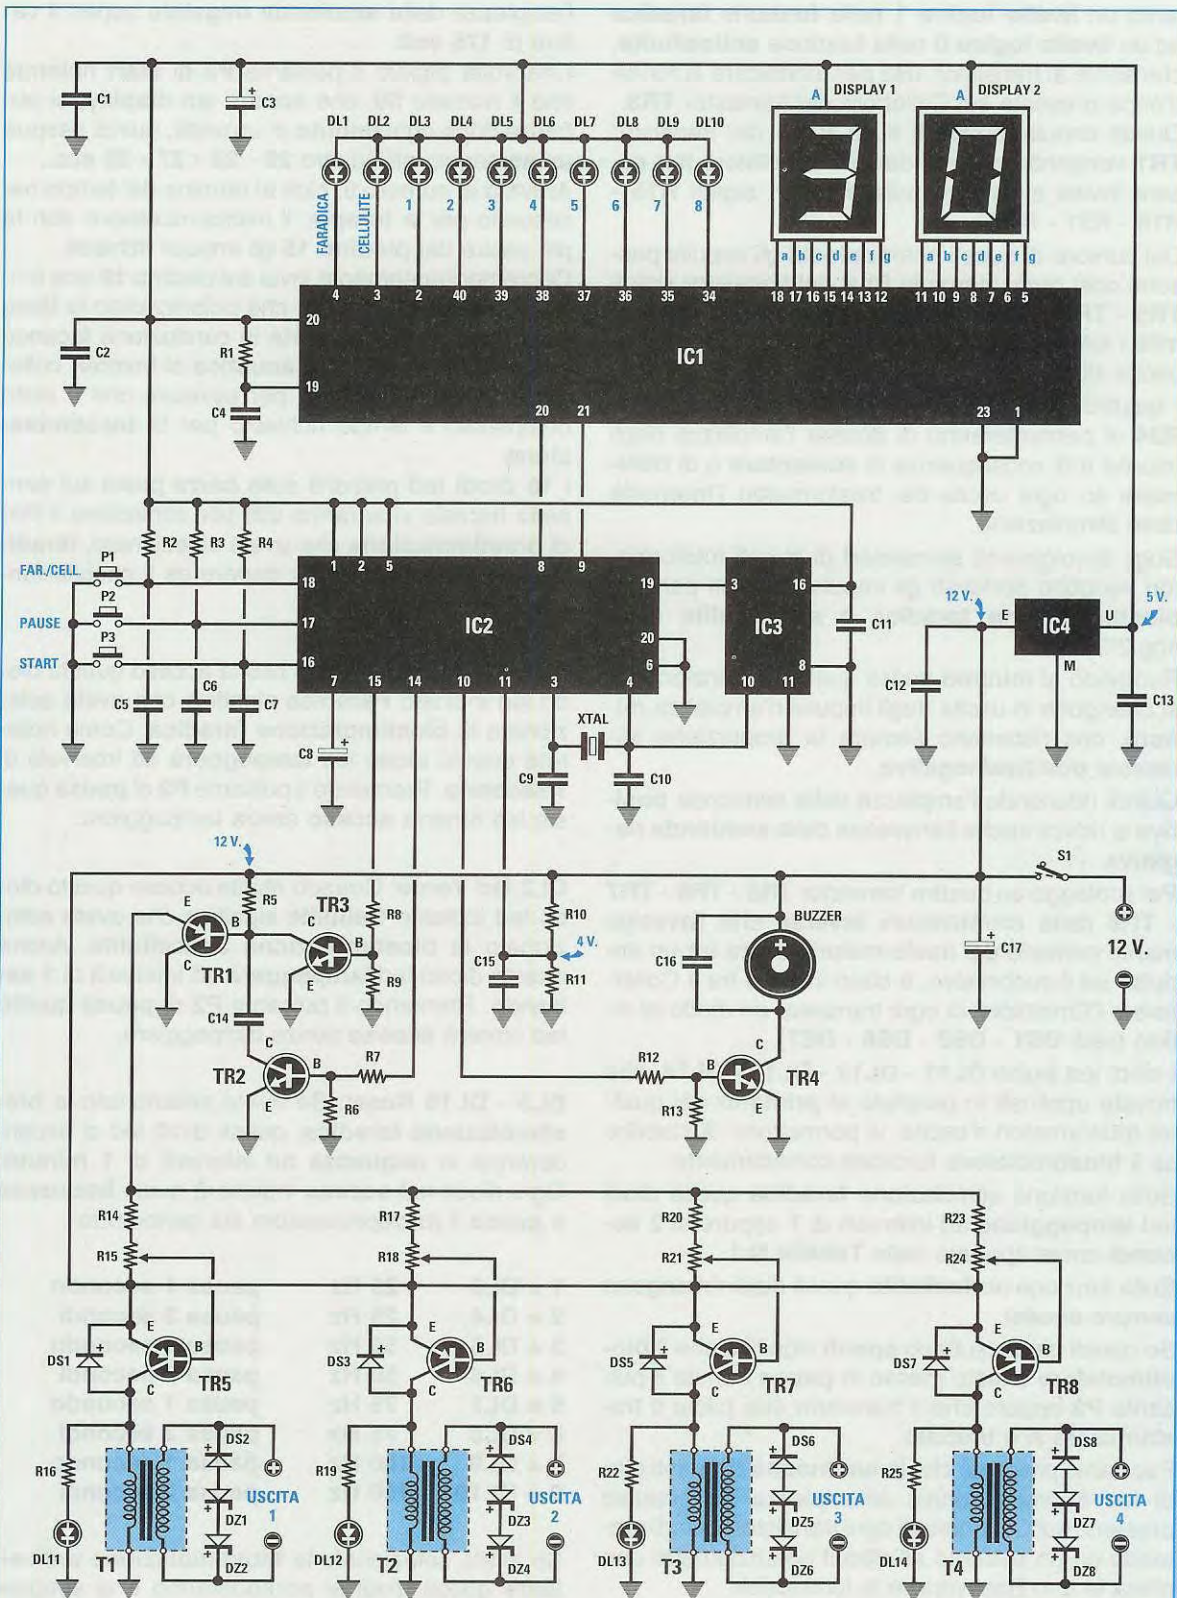 C1
C3
A
DISPLAY 1
A
DISPLAY 2
DL1 DL2 DL3 DL4 DL5 DL6 DL7 DL8 DL9 DL10
FARADICA
CELLULITE
1 2 3 4 5 6 7 8
a b c d e f g
a b c d e f g
4 3 2 40 39 38 37 36 35 34
18 17 16 15 14 13 12
11 10 9 8 7 6 5
20
C2
R1
IC1
19
C4
20 21
23 1
R2 R3 R4
1 2 5
8 9
P1
FAR./CELL.
18
19
3
16
P2
PAUSE
17
IC2
20
IC3
C11
12 V.
E
IC4
U
5 V.
M
P3
START
16
6
8
7 15 14 10 11 3 4
10 11
C5
C6
C7
C12
C13
XTAL
C8
C9
C10
12 V.
S1
E
B
C
TR1
R5
TR3
B
C
E
R8
R9
R10
4 V.
R11
C15
BUZZER
C16
C17
12 V.
C14
C
B
E
TR2
R7
R6
R12
R13
C
B
E
TR4
R14
R15
R17
R18
R20
R21
R23
R24
E
B
C
DS1
TR5
E
B
C
DS3
TR6
E
B
C
DS5
TR7
E
B
C
DS7
TR8
R16
DS2
DZ1
DZ2
USCITA
1
DL11
T1
R19
DS4
DZ3
DZ4
USCITA
2
DL12
T2
R22
DS6
DZ5
DZ6
USCITA
3
DL13
T3
R25
DS8
DZ7
DZ8
USCITA
4
DL14
T4